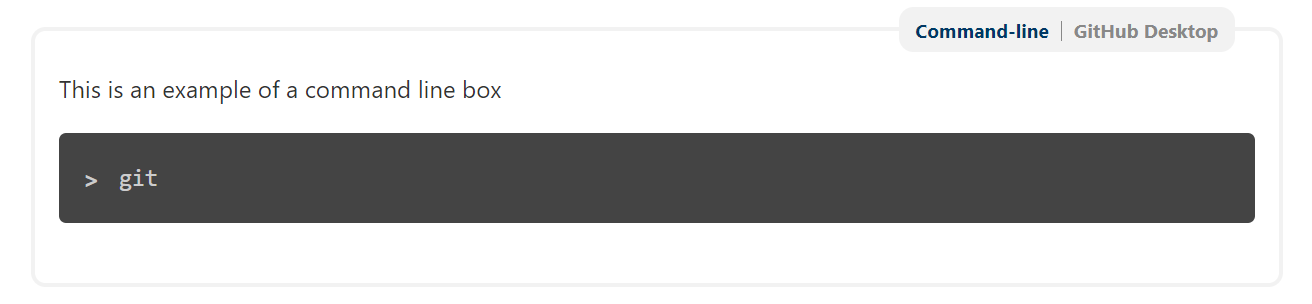 Command-line | GitHub Desktop
This is an example of a command line box
> git